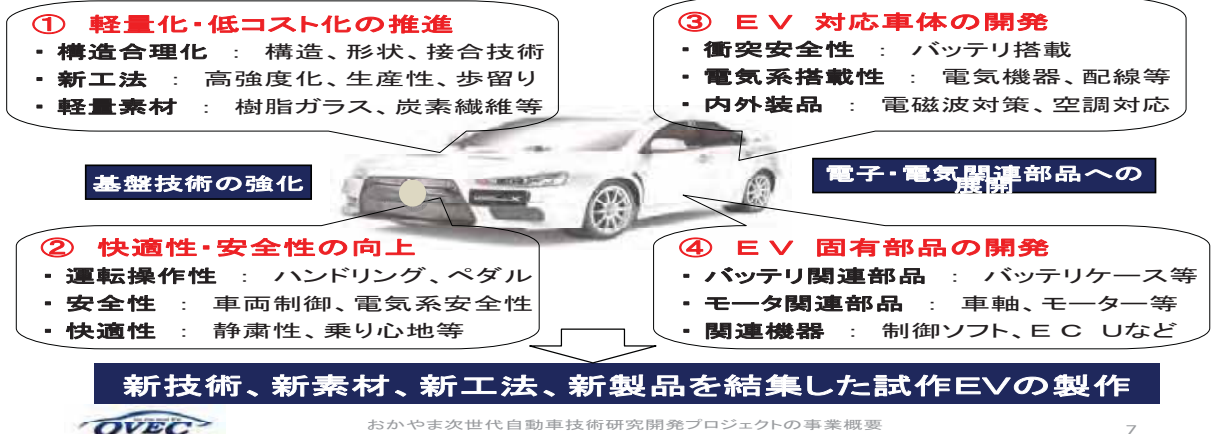 ① 軽量化・低コスト化の推進
・構造合理化 : 構造、形状、接合技術
・新工法 : 高強度化、生産性、歩留り
・軽量素材 : 樹脂ガラス、炭素繊維等
③ EV 対応車体の開発
・衝突安全性 : バッテリ搭載
・電気系搭載性 : 電気機器、配線等
・内外装品 : 電磁波対策、空調対応
基盤技術の強化
電子・電気関連部品への
展開
② 快適性・安全性の向上
・運転操作性 : ハンドリング、ペダル
・安全性 : 車両制御、電気系安全性
・快適性 : 静粛性、乗り心地等
④ EV 固有部品の開発
・バッテリ関連部品 : バッテリケース等
・モータ関連部品 : 車軸、モーター等
・関連機器 : 制御ソフト、ECUなど
新技術、新素材、新工法、新製品を結集した試作EVの製作
OVEC
おかやま次世代自動車技術研究開発プロジェクトの事業概要
7